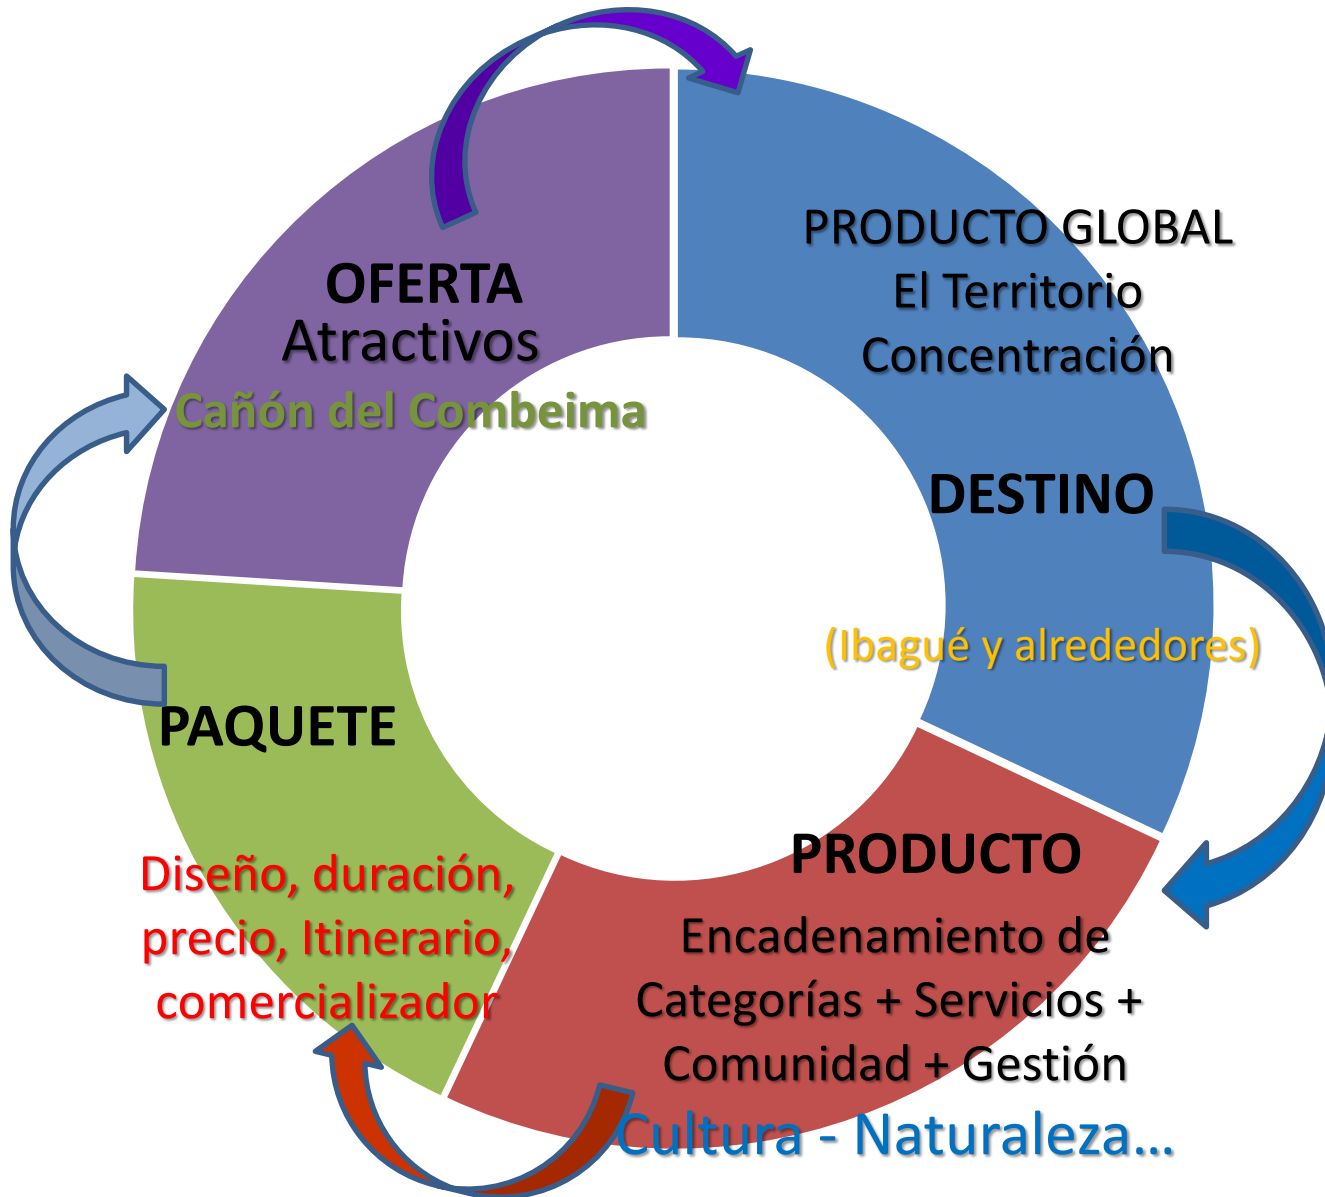 OFERTA
Atractivos
Cañón del Combeima
PRODUCTO GLOBAL
El Territorio
Concentración
DESTINO
(Ibagué y alrededores)
PRODUCTO
Encadenamiento de
Categorías + Servicios +
Comunidad + Gestión
Cultura - Naturaleza...
PAQUETE
Diseño, duración,
precio, Itinerario,
comercializador